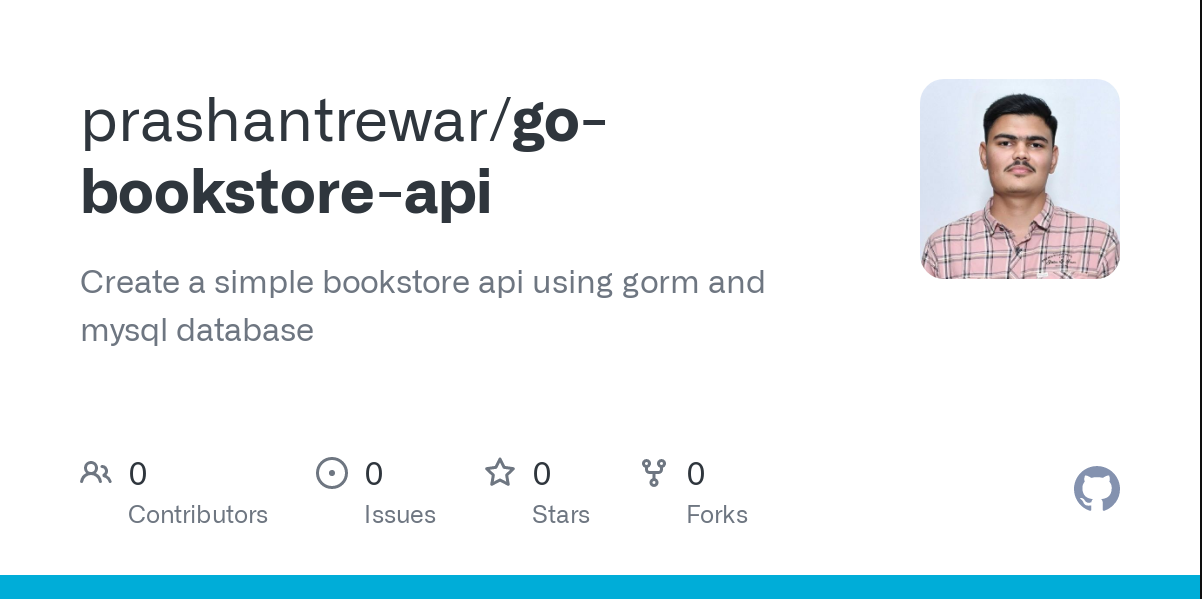 prashantrewar/go-
bookstore-api
Create a simple bookstore api using gorm and
mysql database
0 0 0 0
Contributors Issues Stars Forks